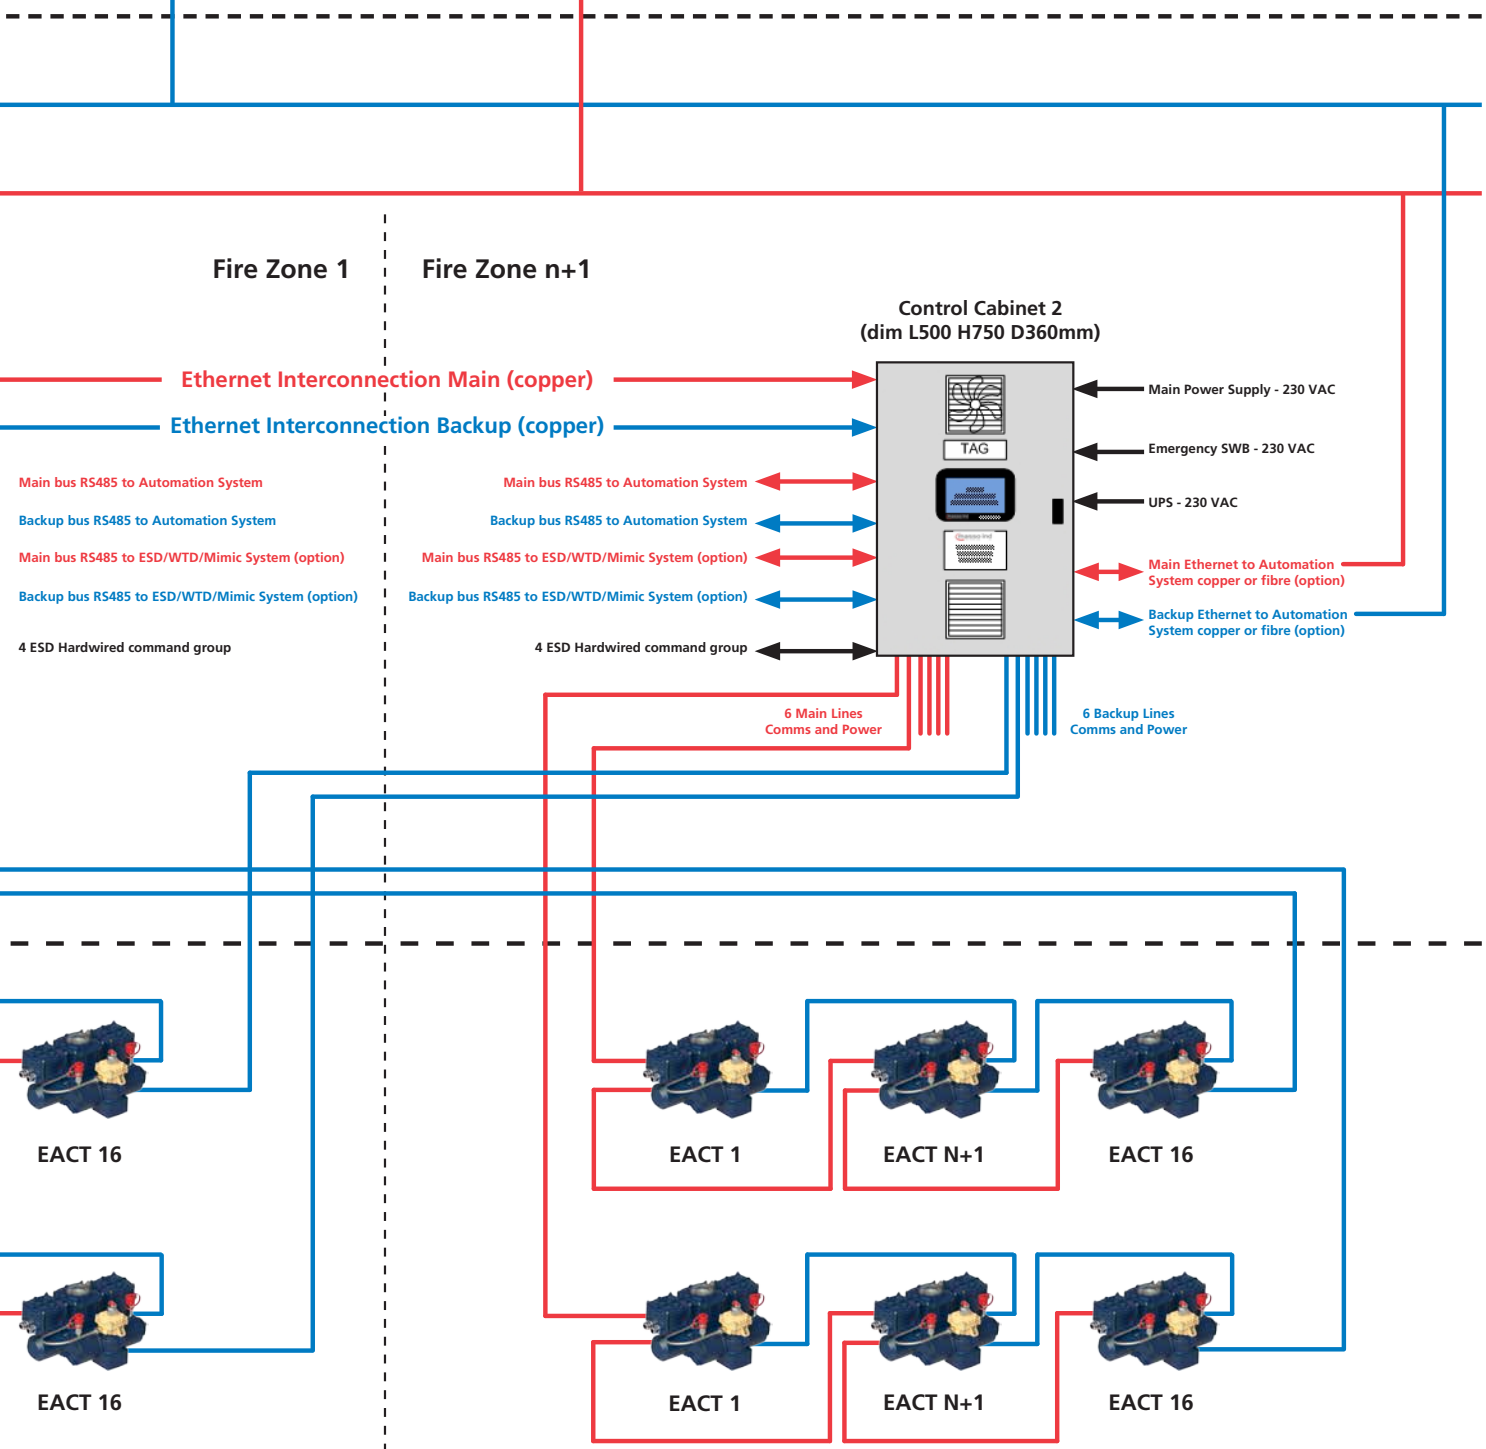 Fire Zone 1
Fire Zone n+1
Control Cabinet 2
(dim L500 H750 D360mm)
Ethernet Interconnection Main (copper)
Ethernet Interconnection Backup (copper)
Main Power Supply - 230 VAC
TAG
Emergency SWB - 230 VAC
Main bus RS485 to Automation System
Main bus RS485 to Automation System
UPS - 230 VAC
Backup bus RS485 to Automation System
Backup bus RS485 to Automation System
Main bus RS485 to ESD/WTD/Mimic System (option)
Main bus RS485 to ESD/WTD/Mimic System (option)
Main Ethernet to Automation
System copper or fibre (option)
Backup bus RS485 to ESD/WTD/Mimic System (option)
Backup bus RS485 to ESD/WTD/Mimic System (option)
Backup Ethernet to Automation
System copper or fibre (option)
4 ESD Hardwired command group
4 ESD Hardwired command group
6 Main Lines
Comms and Power
6 Backup Lines
Comms and Power
EACT 16
EACT 1
EACT N+1
EACT 16
EACT 16
EACT 1
EACT N+1
EACT 16